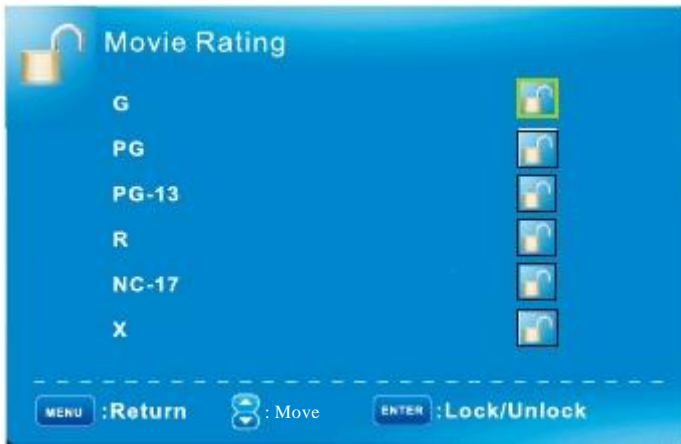 Movie Rating
G
PG
PG-13
R
NC-17
X
MENU :Return : Move ENTER :Lock/Unlock